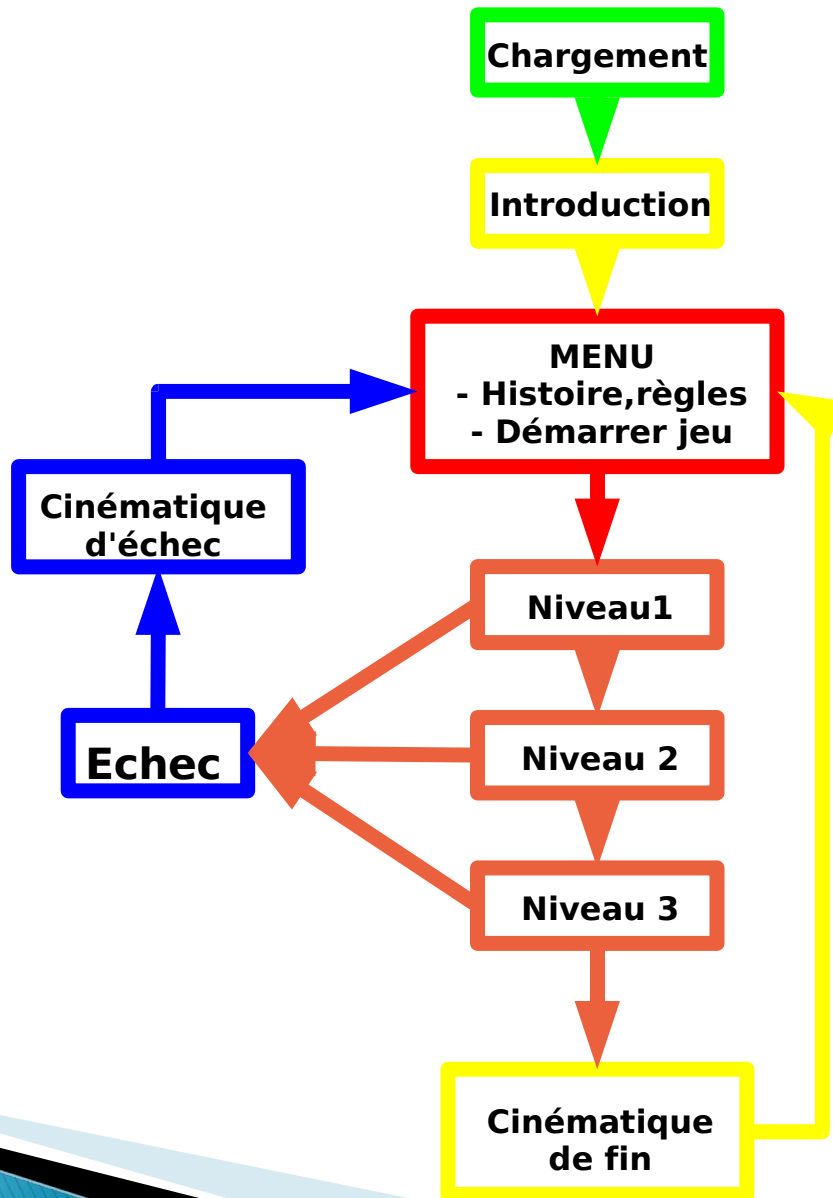 Chargement
Introduction
MENU
- Histoire,règles
- Démarrer jeu
Cinématique
d'échec
Niveau1
Echec
Niveau 2
Niveau 3
Cinématique
de fin